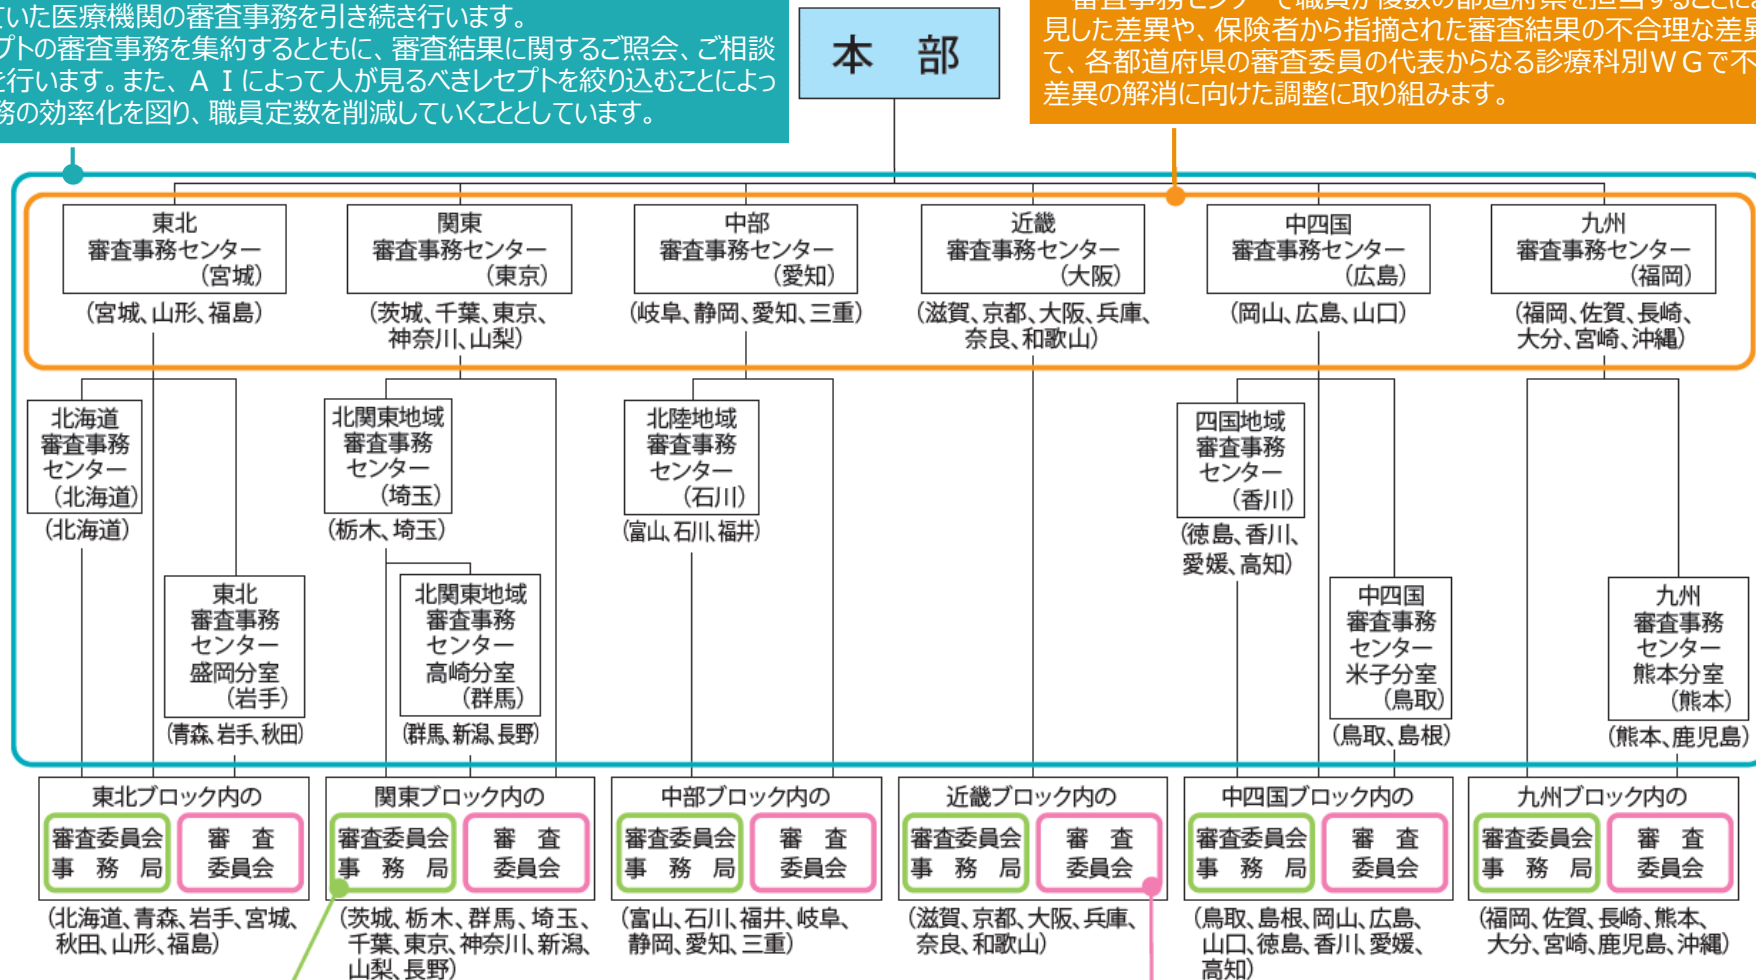 ていた医療機関の審査事務を引き続き行います。
プトの審査事務を集約するとともに、審査結果に関するご照会、ご相談
を行います。また、ＡＩによって人が見るべきレセプトを絞り込むことによっ
務の効率化を図り、職員定数を削減していくこととしています。
本　部
審査事務センターで職員が複数の都道府県を担当することに
見した差異や、保険者から指摘された審査結果の不合理な差異
て、各都道府県の審査委員の代表からなる診療科別ＷＧで不
差異の解消に向けた調整に取り組みます。
東北
審査事務センター
（宮城）
（宮城、山形、福島）
関東
審査事務センター
（東京）
（茨城、千葉、東京、
神奈川、山梨）
中部
審査事務センター
（愛知）
（岐阜、静岡、愛知、三重）
近畿
審査事務センター
（大阪）
（滋賀、京都、大阪、兵庫、
奈良、和歌山）
中四国
審査事務センター
（広島）
（岡山、広島、山口）
九州
審査事務センター
（福岡）
（福岡、佐賀、長崎、
大分、宮崎、沖縄）
北海道
審査事務
センター
（北海道）
（北海道）
北関東地域
審査事務
センター
（埼玉）
（栃木、埼玉）
北陸地域
審査事務
センター
（石川）
（富山、石川、福井）
四国地域
審査事務
センター
（香川）
（徳島、香川、
愛媛、高知）
東北
審査事務
センター
盛岡分室
（岩手）
（青森、岩手、秋田）
北関東地域
審査事務
センター
高崎分室
（群馬）
（群馬、新潟、長野）
中四国
審査事務
センター
米子分室
（鳥取）
（鳥取、島根）
九州
審査事務
センター
熊本分室
（熊本）
（熊本、鹿児島）
東北ブロック内の
審査委員会
事　務　局
審　査
委員会
（北海道、青森、岩手、宮城、
秋田、山形、福島）
関東ブロック内の
審査委員会
事　務　局
審　査
委員会
（茨城、栃木、群馬、埼玉、
千葉、東京、神奈川、新潟、
山梨、長野）
中部ブロック内の
審査委員会
事　務　局
審　査
委員会
（富山、石川、福井、岐阜、
静岡、愛知、三重）
近畿ブロック内の
審査委員会
事　務　局
審　査
委員会
（滋賀、京都、大阪、兵庫、
奈良、和歌山）
中四国ブロック内の
審査委員会
事　務　局
審　査
委員会
（鳥取、島根、岡山、広島、
山口、徳島、香川、愛媛、
高知）
九州ブロック内の
審査委員会
事　務　局
審　査
委員会
（福岡、佐賀、長崎、熊本、
大分、宮崎、鹿児島、沖縄）